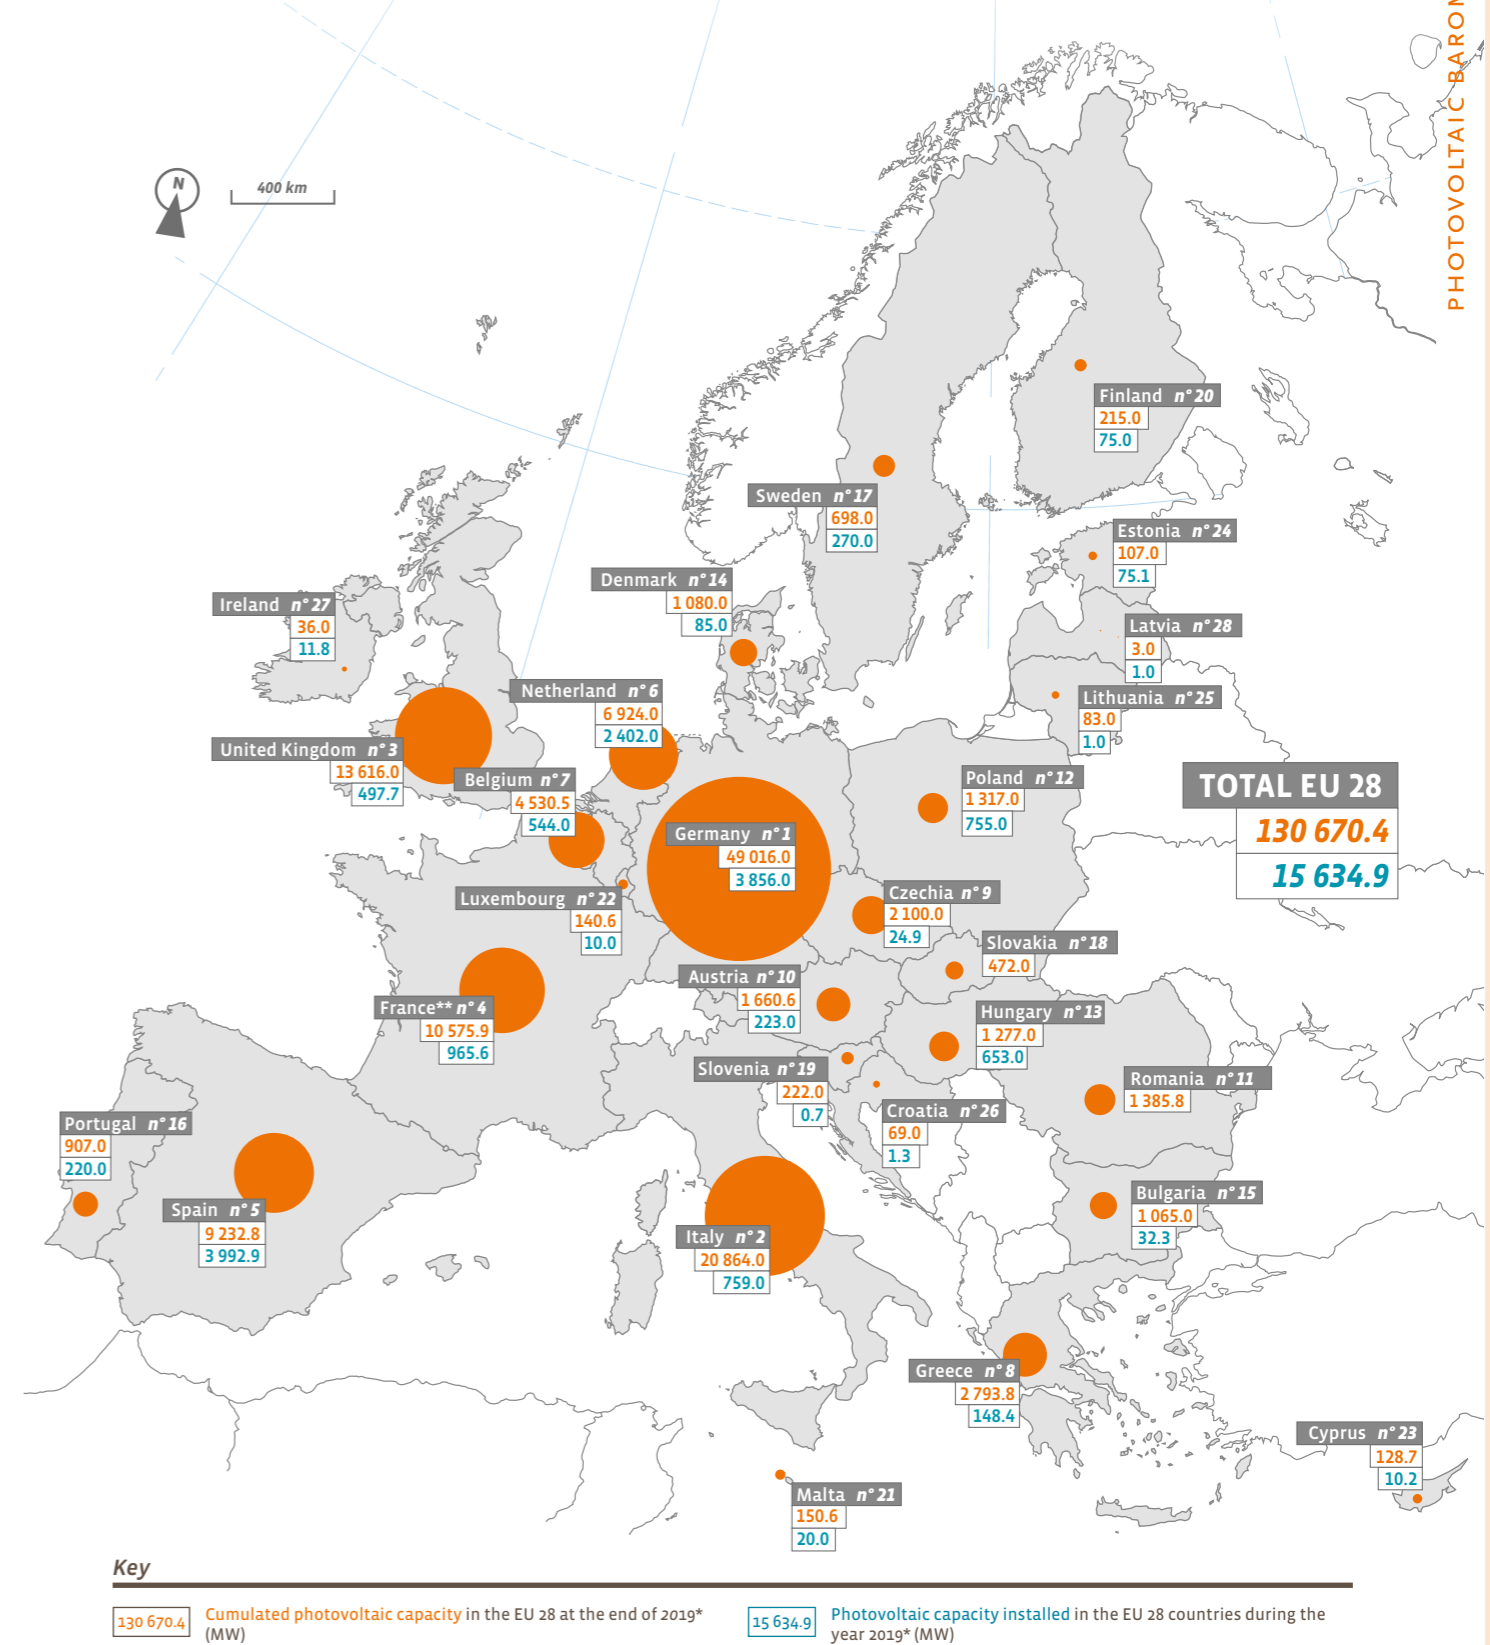 PHOTOVOLTAIC BAROM
N
400 km
Finland n° 20
215.0
75.0
Sweden n° 17
698.0
270.0
Estonia n° 24
107.0
75.1
Denmark n° 14
1 080.0
85.0
Ireland n° 27
36.0
11.8
Latvia n° 28
3.0
1.0
Netherland n° 6
6 924.0
2 402.0
Lithuania n° 25
83.0
1.0
United Kingdom n° 3
13 616.0
497.7
Belgium n° 7
4 530.5
544.0
Poland n° 12
1 317.0
755.0
TOTAL EU 28
130 670.4
15 634.9
Germany n° 1
49 016.0
3 856.0
Luxembourg n° 22
140.6
10.0
Czechia n° 9
2 100.0
24.9
Slovakia n° 18
472.0
Austria n° 10
1 660.6
223.0
France** n° 4
10 575.9
965.6
Hungary n° 13
1 277.0
653.0
Slovenia n° 19
222.0
0.7
Romania n° 11
1 385.8
Croatia n° 26
69.0
1.3
Portugal n° 16
907.0
220.0
Spain n° 5
9 232.8
3 992.9
Bulgaria n° 15
1 065.0
32.3
Italy n° 2
20 864.0
759.0
Greece n° 8
2 793.8
148.4
Cyprus n° 23
128.7
10.2
Malta n° 21
150.6
20.0
Key
130 670.4 Cumulated photovoltaic capacity in the EU 28 at the end of 2019*
(MW)
15 634.9 Photovoltaic capacity installed in the EU 28 countries during the
year 2019* (MW)